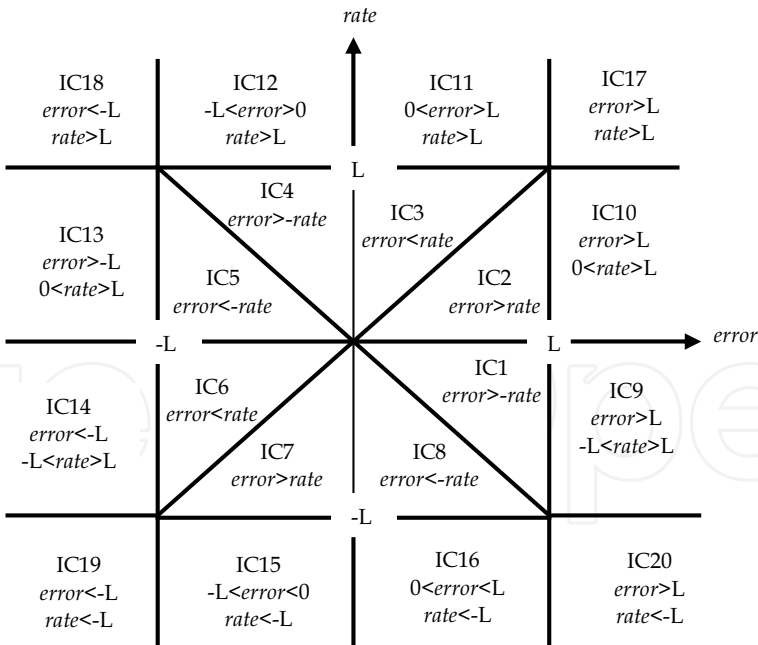 rate
IC18
error<-L
rate>L
IC12
-L<error>0
rate>L
IC11
0<error>L
rate>L
IC17
error>L
rate>L
L
IC4
error>-rate
IC3
error<rate
IC13
error>-L
0<rate>L
IC10
error>L
0<rate>L
IC5
error<-rate
IC2
error>rate
-L
L
error
IC6
error<rate
IC1
error>-rate
IC14
error<-L
-L<rate>L
IC9
error>L
-L<rate>L
IC7
error>rate
IC8
error<-rate
-L
IC19
error<-L
rate<-L
IC15
-L<error<0
rate<-L
IC16
0<error<L
rate<-L
IC20
error>L
rate<-L